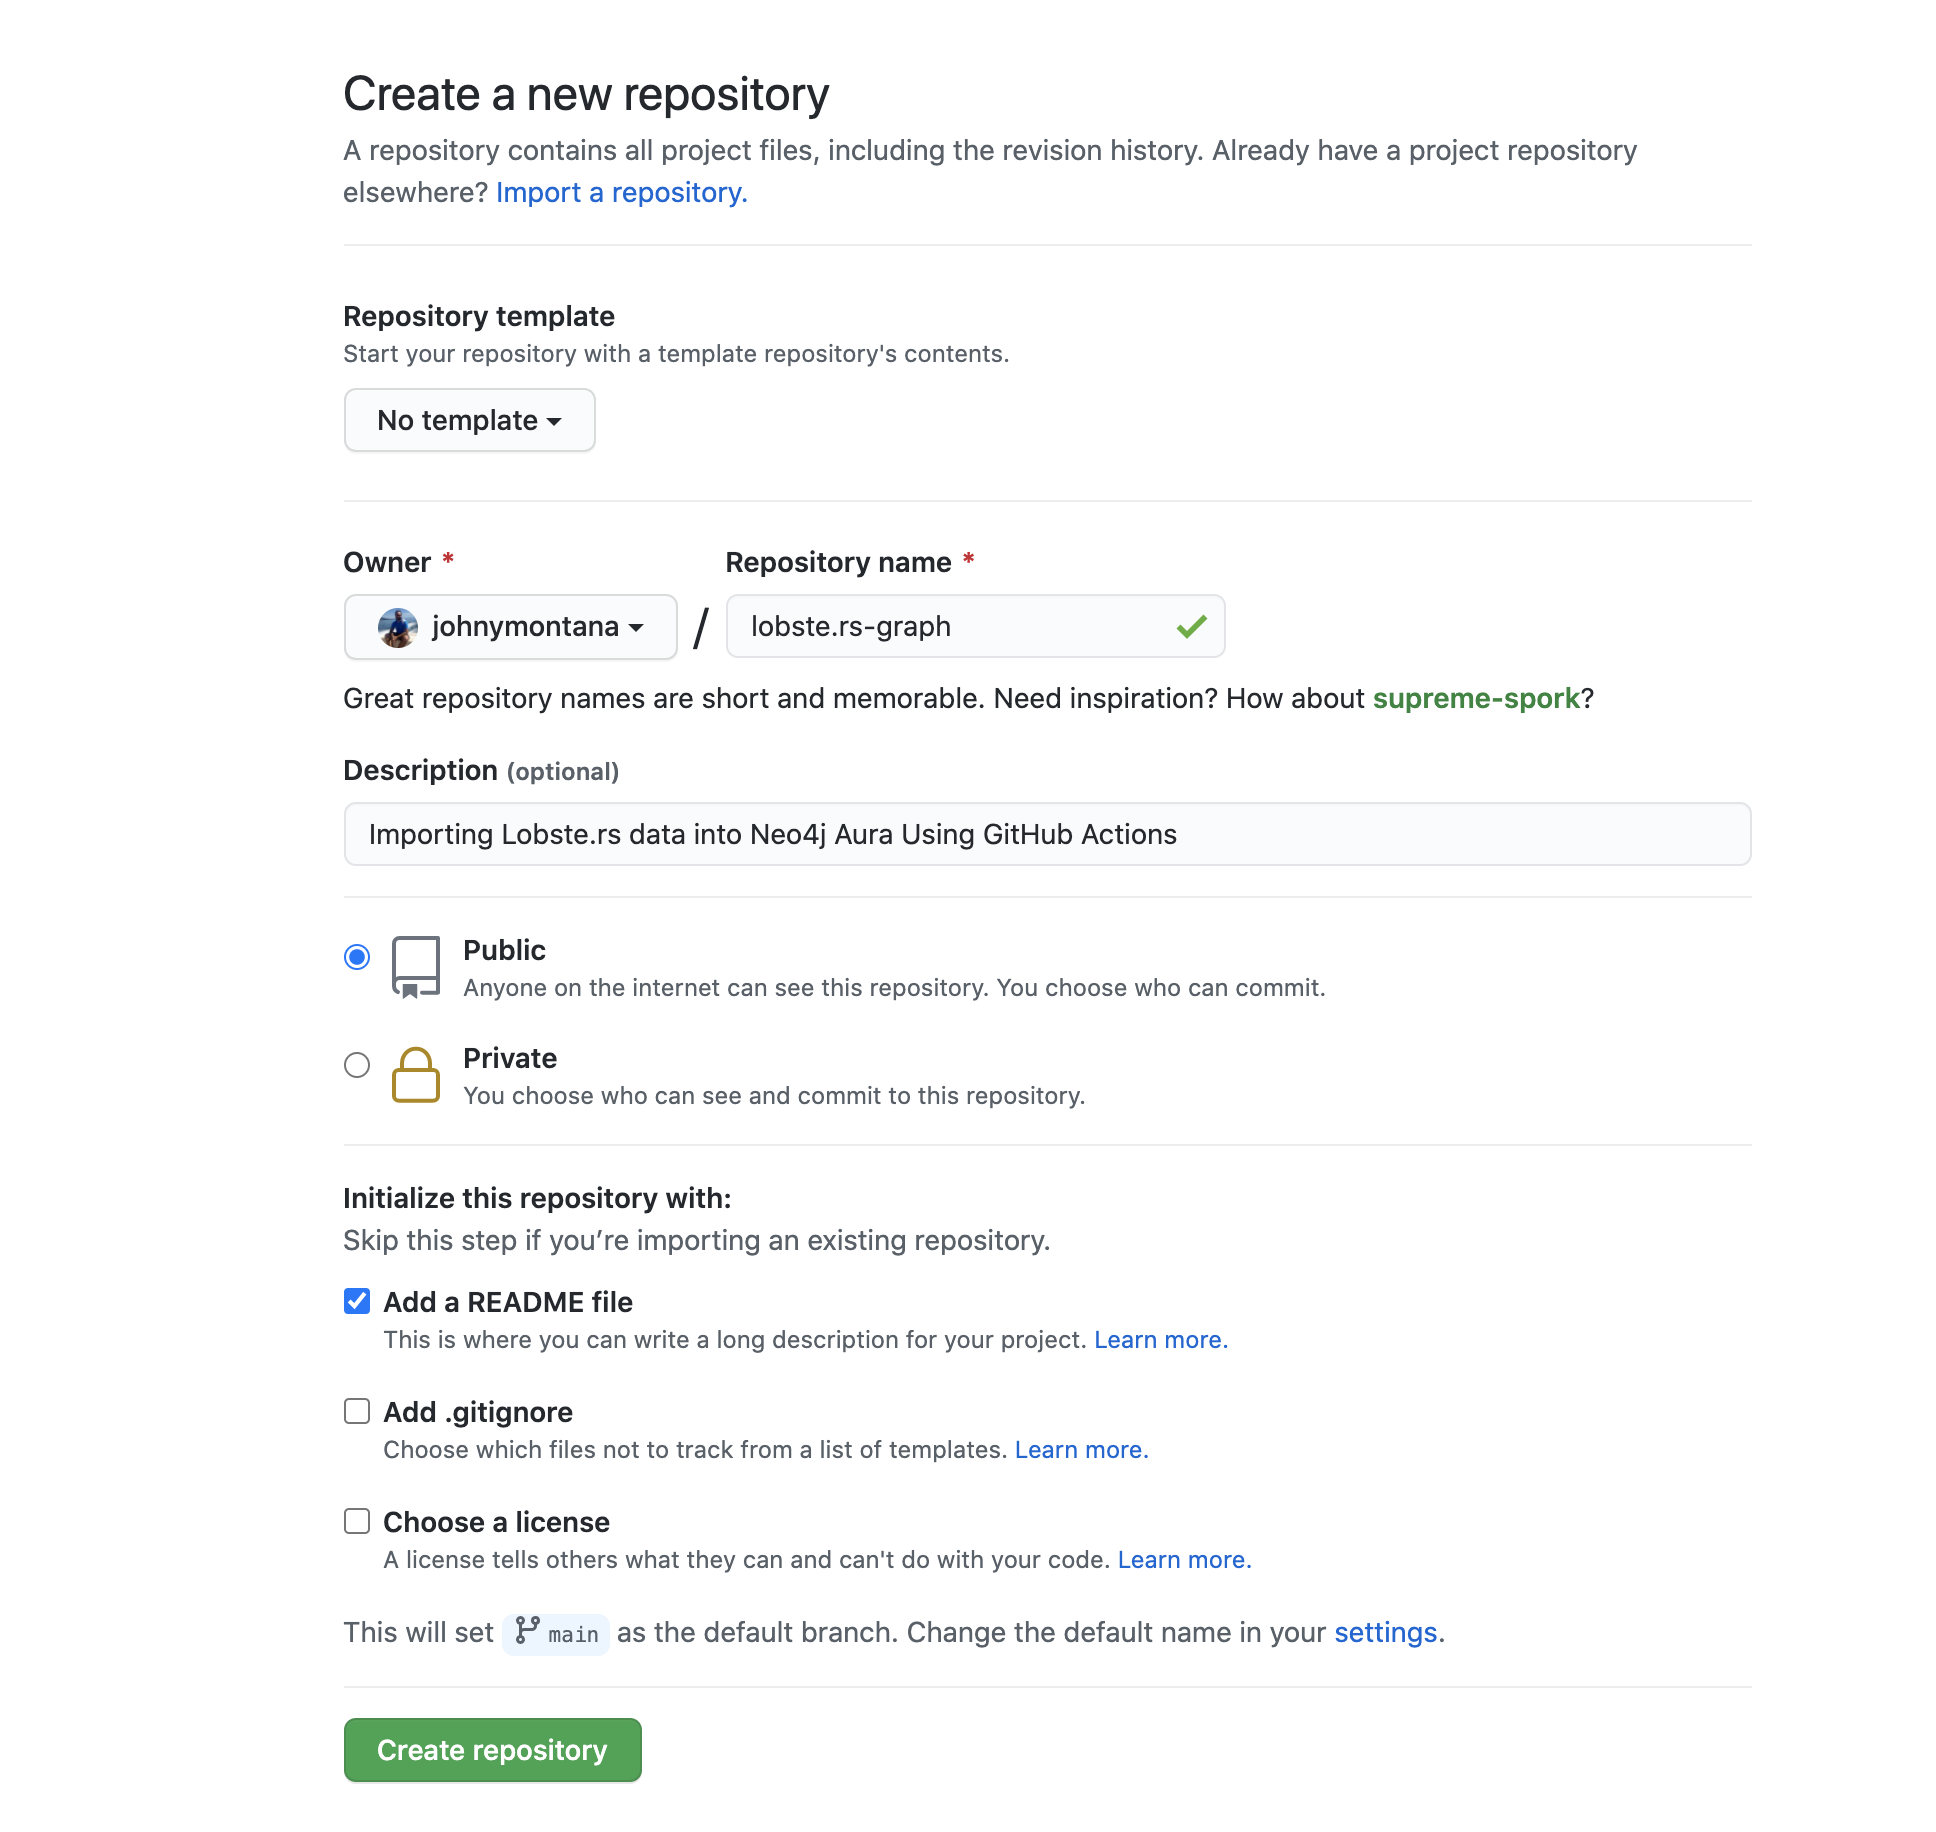 Create a new repository
A repository contains all project files, including the revision history. Already have a project repository
elsewhere? Import a repository.
Repository template
Start your repository with a template repository's contents.
No template
Owner * Repository name *
johnymontana / lobste.rs-graph
Great repository names are short and memorable. Need inspiration? How about supreme-spork?
Description (optional)
Importing Lobste.rs data into Neo4j Aura Using GitHub Actions
Public
Anyone on the internet can see this repository. You choose who can commit.
Private
You choose who can see and commit to this repository.
Initialize this repository with:
Skip this step if you’re importing an existing repository.
Add a README file
This is where you can write a long description for your project. Learn more.
Add .gitignore
Choose which files not to track from a list of templates. Learn more.
Choose a license
A license tells others what they can and can't do with your code. Learn more.
This will set main as the default branch. Change the default name in your settings.
Create repository